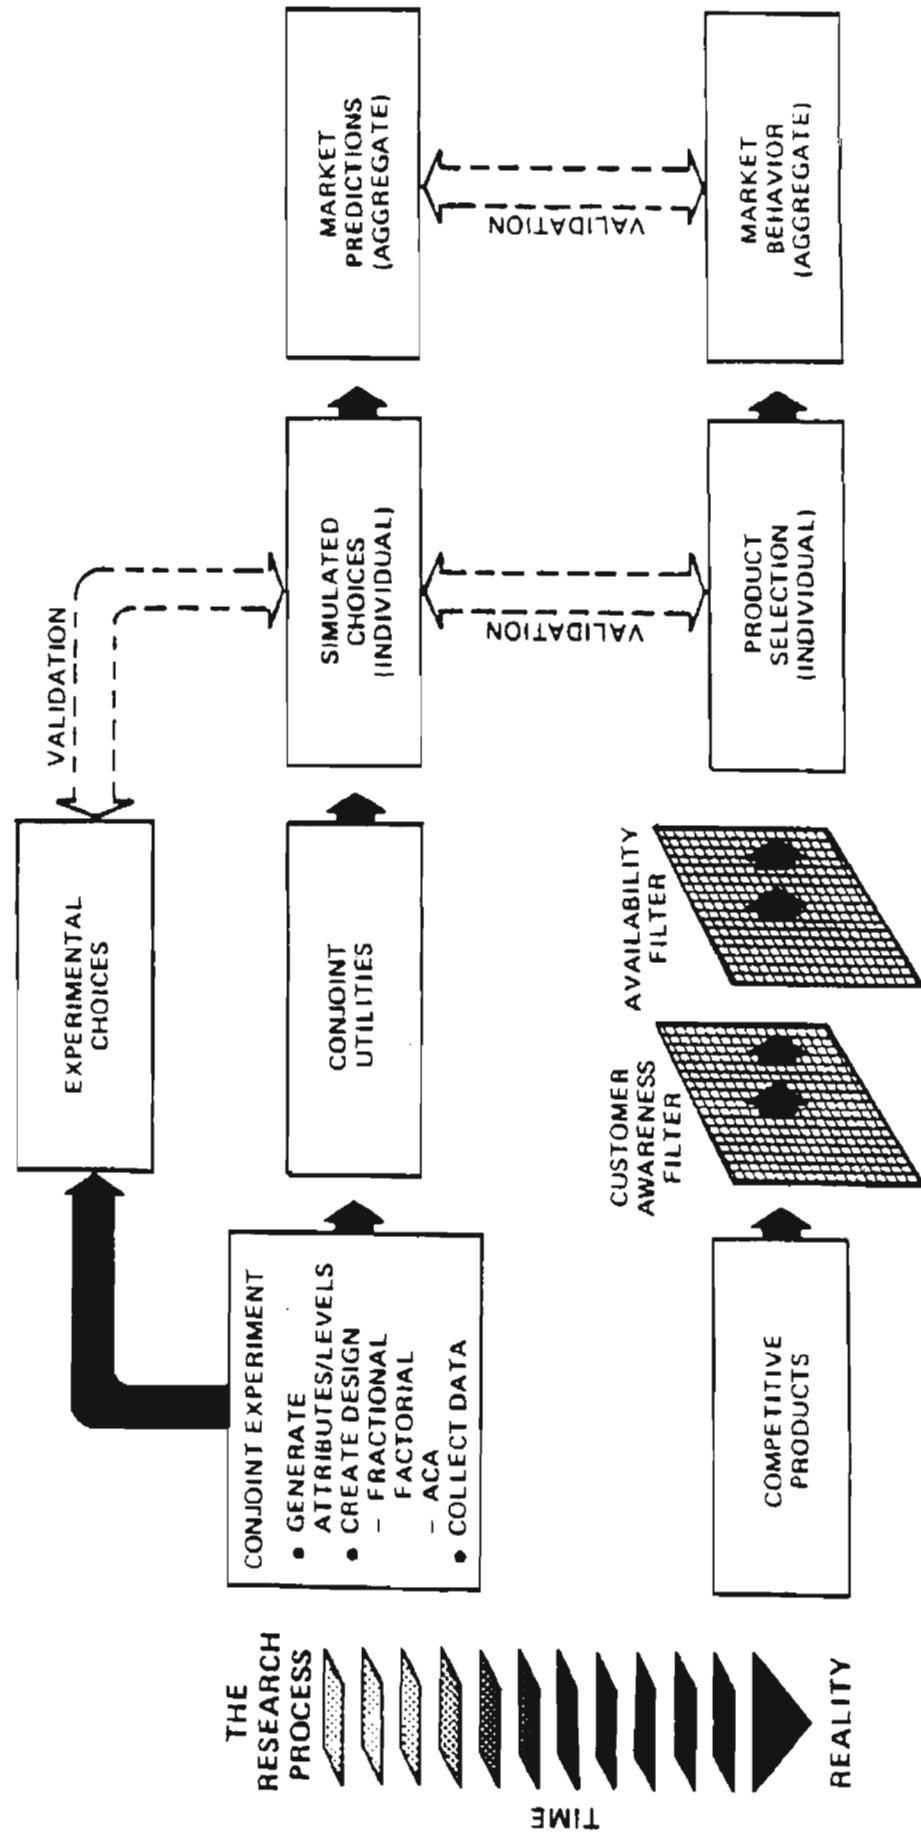 THE
RESEARCH
PROCESS
TIME
REALITY
CONJOINT EXPERIMENT
● GENERATE
ATTRIBUTES/LEVELS
● CREATE DESIGN
– FRACTIONAL
FACTORIAL
– ACA
● COLLECT DATA
EXPERIMENTAL
CHOICES
VALIDATION
CONJOINT
UTILITIES
SIMULATED
CHOICES
(INDIVIDUAL)
MARKET
PREDICTIONS
(AGGREGATE)
VALIDATION
VALIDATION
COMPETITIVE
PRODUCTS
CUSTOMER
AWARENESS
FILTER
AVAILABILITY
FILTER
PRODUCT
SELECTION
(INDIVIDUAL)
MARKET
BEHAVIOR
(AGGREGATE)